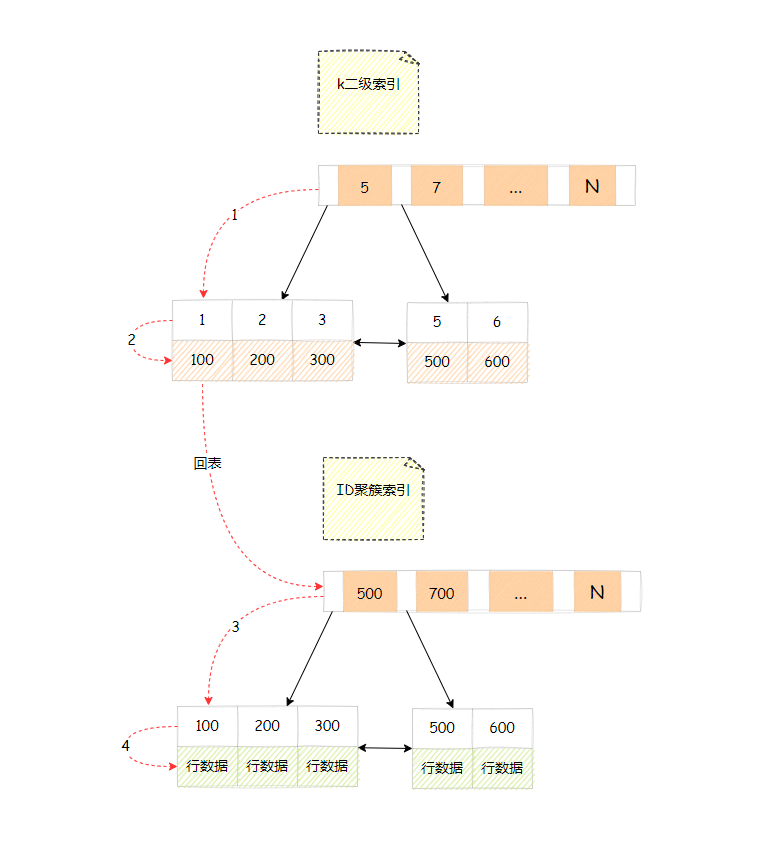 k二级索引
5 7 ... N
1
1 2 3
5 6
2
100 200 300
500 600
回表
ID聚簇索引
500 700 ... N
3
100 200 300
500 600
4
行数据 行数据 行数据
行数据 行数据